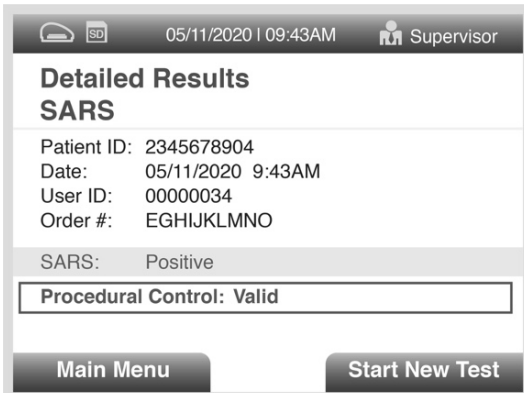 SD 05/11/2020 | 09:43AM Supervisor
Detailed Results
SARS
Patient ID: 2345678904
Date: 05/11/2020 9:43AM
User ID: 00000034
Order #: EGHIJKLMNO
SARS: Positive
Procedural Control: Valid
Main Menu Start New Test